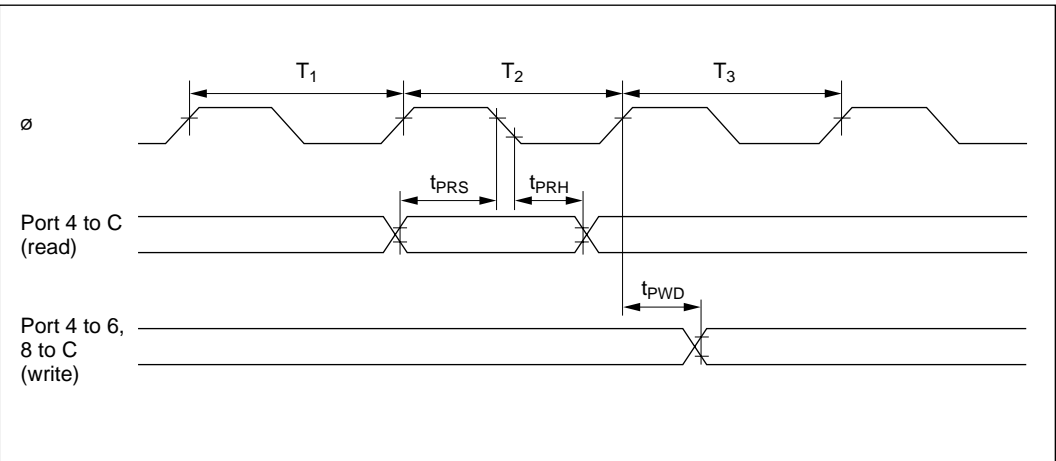 T1 T2 T3
ø
tPRS tPRH
Port 4 to C
(read)
tPWD
Port 4 to 6,
8 to C
(write)